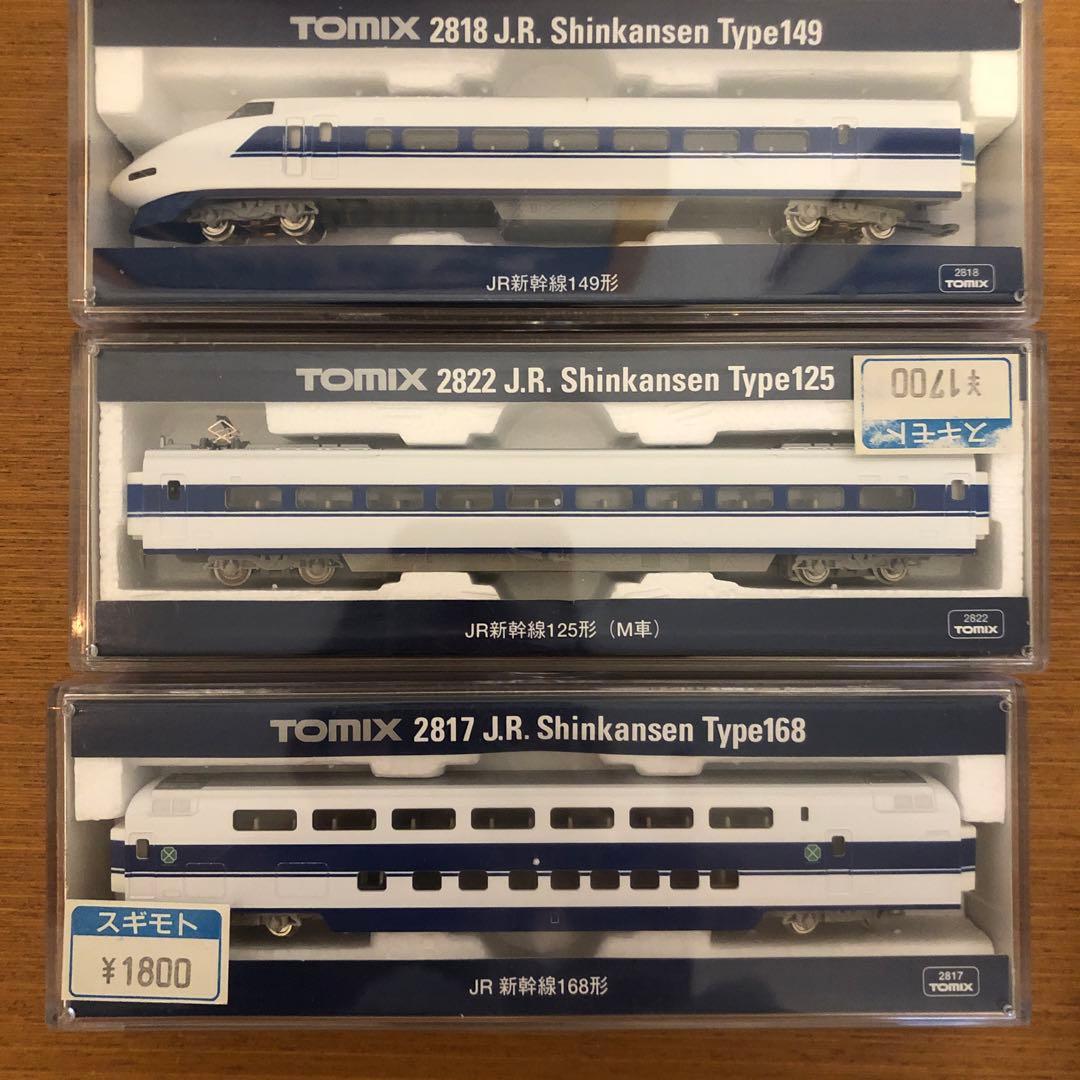 TOMIX 2818 J.R. Shinkansen Type149
JR新幹線149形
2818
TOMIX
TOMIX 2822 J.R. Shinkansen Type125
¥1700
スギモト
JR新幹線125形（M車）
2822
TOMIX
TOMIX 2817 J.R. Shinkansen Type168
スギモト
¥1800
JR 新幹線168形
2817
TOMIX